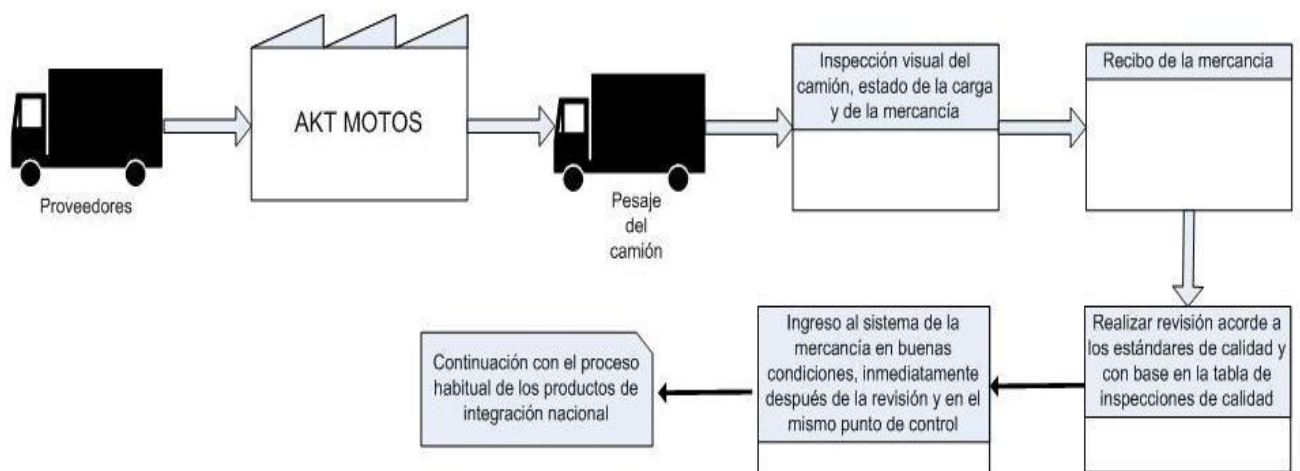 Proveedores
AKT MOTOS
Pesaje
del
camión
Inspección visual del
camión, estado de la carga
y de la mercancía
Recibo de la mercancia
Realizar revisión acorde a
los estándares de calidad y
con base en la tabla de
inspecciones de calidad
Ingreso al sistema de la
mercancía en buenas
condiciones, inmediatamente
después de la revisión y en el
mismo punto de control
Continuación con el proceso
habitual de los productos de
integración nacional